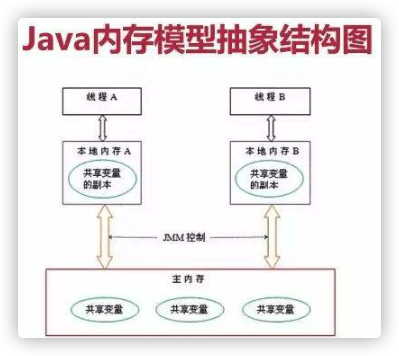 Java内存模型抽象结构图
线程 A
线程 B
本地内存A
本地内存B
共享变量
的副本
共享变量
的副本
JMM 控制
主内存
共享变量
共享变量
共享变量